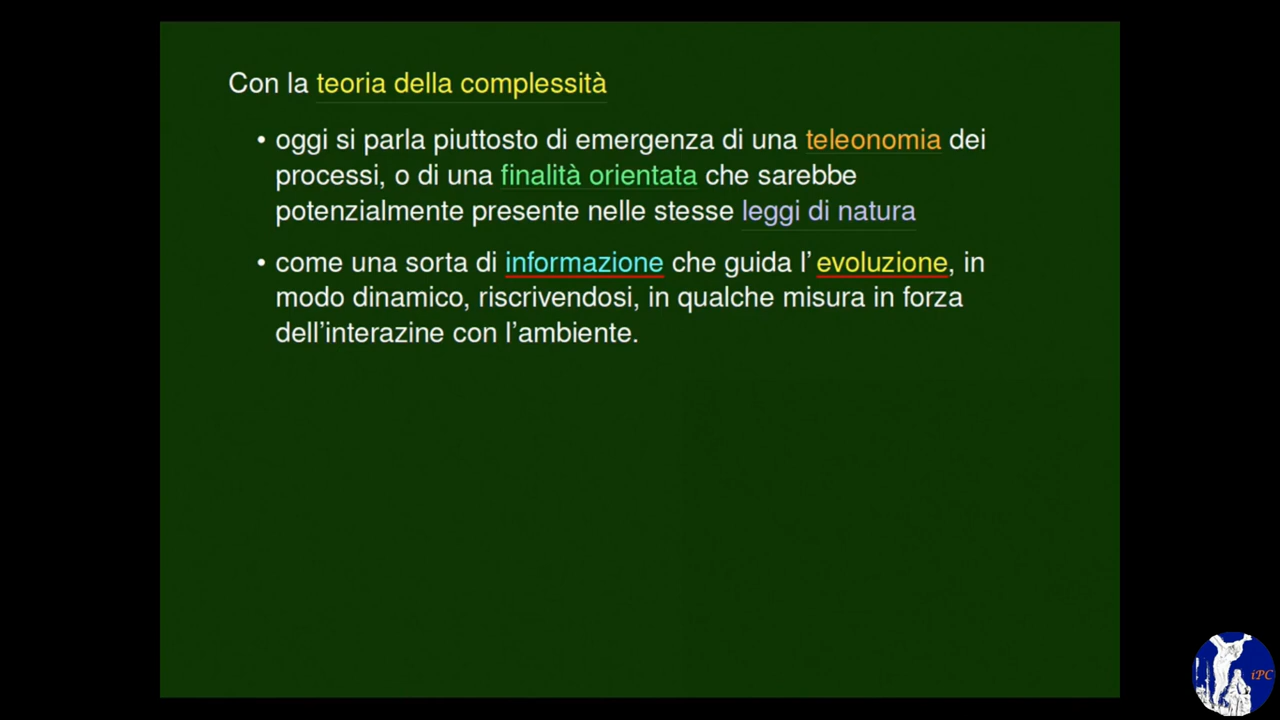 Con la teoria della complessità
• oggi si parla piuttosto di emergenza di una teleonomia dei
processi, o di una finalità orientata che sarebbe
potenzialmente presente nelle stesse leggi di natura
• come una sorta di informazione che guida l'evoluzione, in
modo dinamico, riscrivendosi, in qualche misura in forza
dell'interazine con l'ambiente.
iPC